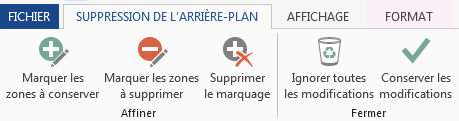 FICHIER SUPPRESSION DE L'ARRIÈRE-PLAN AFFICHAGE FORMAT
Marquer les zones à conserver
Marquer les zones à supprimer
Supprimer le marquage
Ignorer toutes les modifications
Conserver les modifications
Affiner Fermer